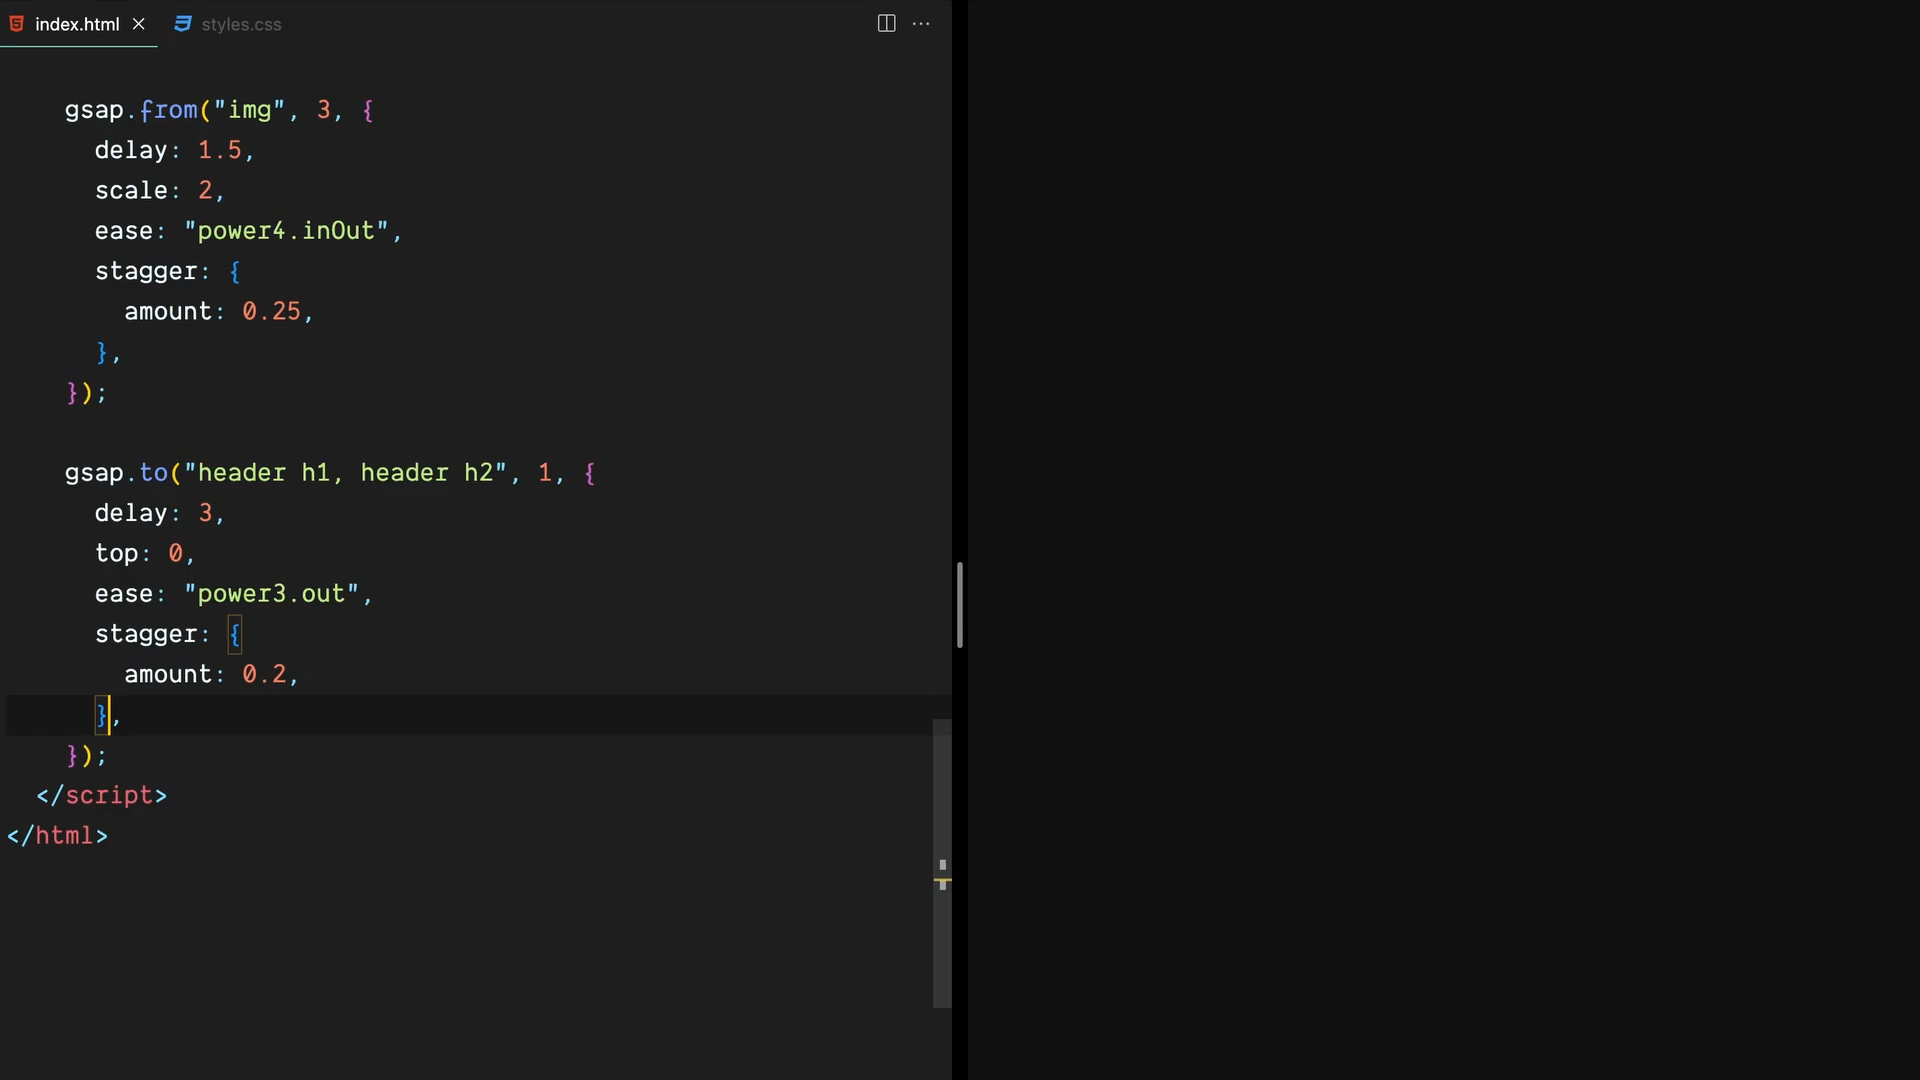 index.html
styles.css
gsap.from("img", 3, {
delay: 1.5,
scale: 2,
ease: "power4.inOut",
stagger: {
amount: 0.25,
},
});
gsap.to("header h1, header h2", 1, {
delay: 3,
top: 0,
ease: "power3.out",
stagger: {
amount: 0.2,
},
});
</script>
</html>